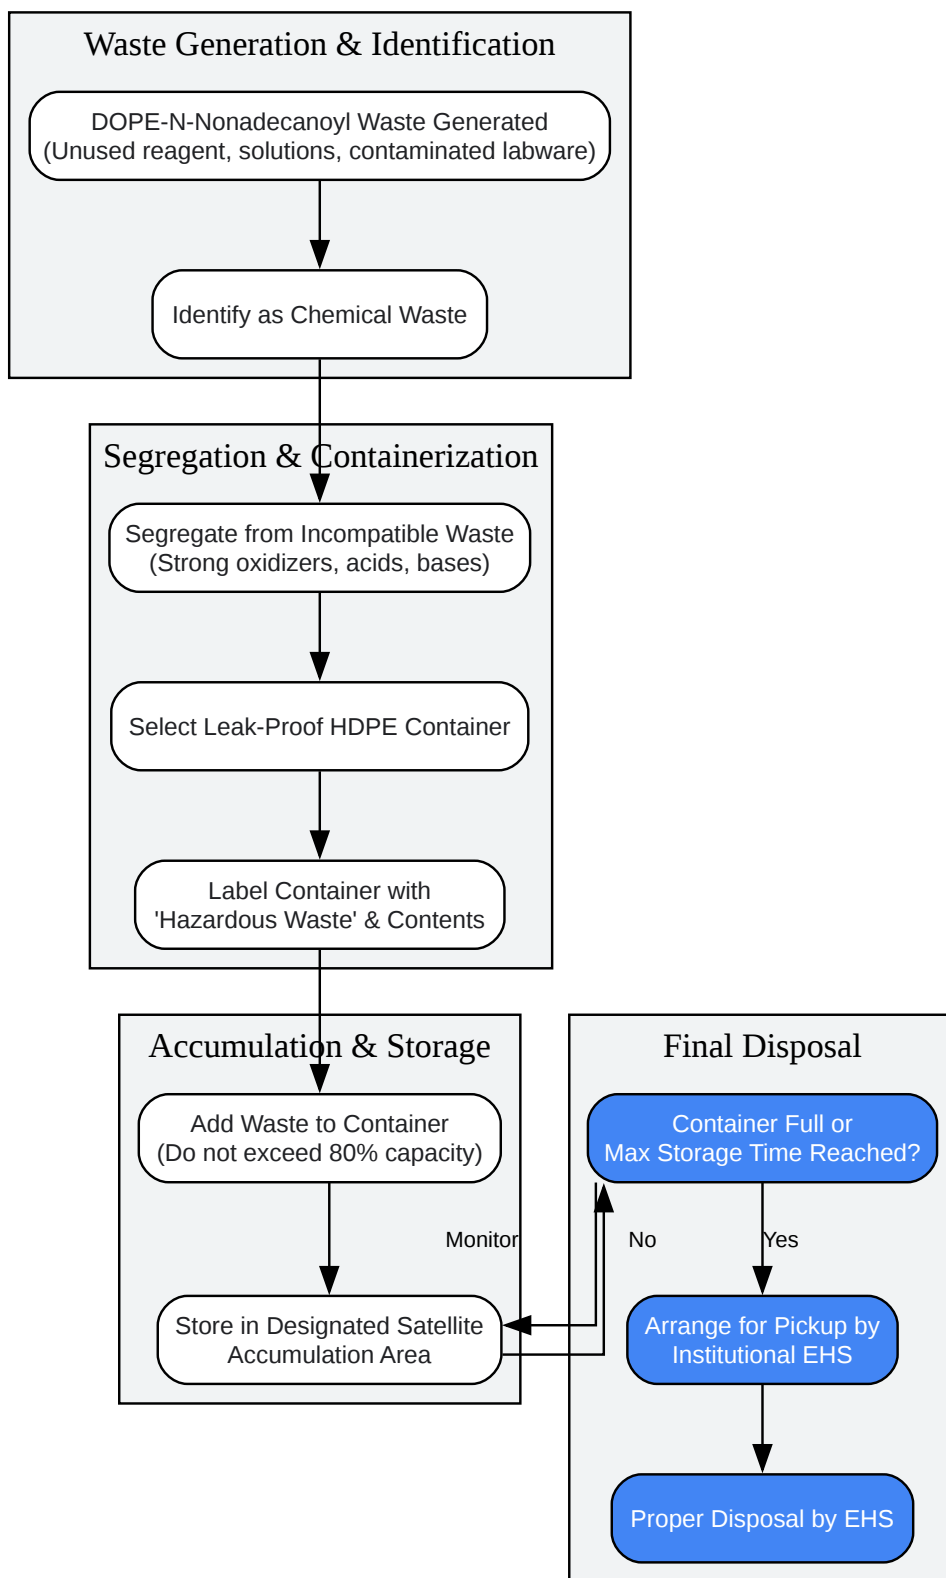 Waste Generation & Identification
DOPE-N-Nonadecanoyl Waste Generated
(Unused reagent, solutions, contaminated labware)
Identify as Chemical Waste
Segregation & Containerization
Segregate from Incompatible Waste
(Strong oxidizers, acids, bases)
Select Leak-Proof HDPE Container
Label Container with
'Hazardous Waste' & Contents
Accumulation & Storage
Add Waste to Container
(Do not exceed 80% capacity)
Monitor
Store in Designated Satellite
Accumulation Area
Final Disposal
Container Full or
Max Storage Time Reached?
No
Yes
Arrange for Pickup by
Institutional EHS
Proper Disposal by EHS